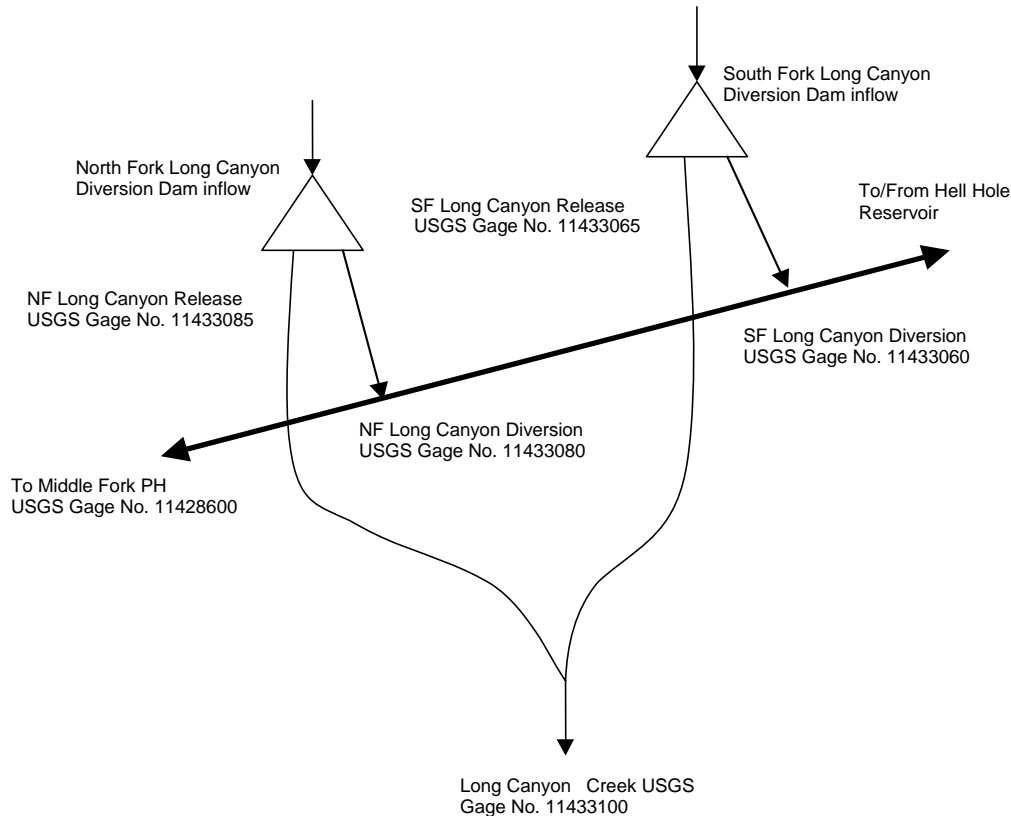 South Fork Long Canyon
Diversion Dam inflow
North Fork Long Canyon
Diversion Dam inflow
To/From Hell Hole
Reservoir
SF Long Canyon Release
USGS Gage No. 11433065
NF Long Canyon Release
USGS Gage No. 11433085
SF Long Canyon Diversion
USGS Gage No. 11433060
NF Long Canyon Diversion
USGS Gage No. 11433080
To Middle Fork PH
USGS Gage No. 11428600
Long Canyon Creek USGS
Gage No. 11433100